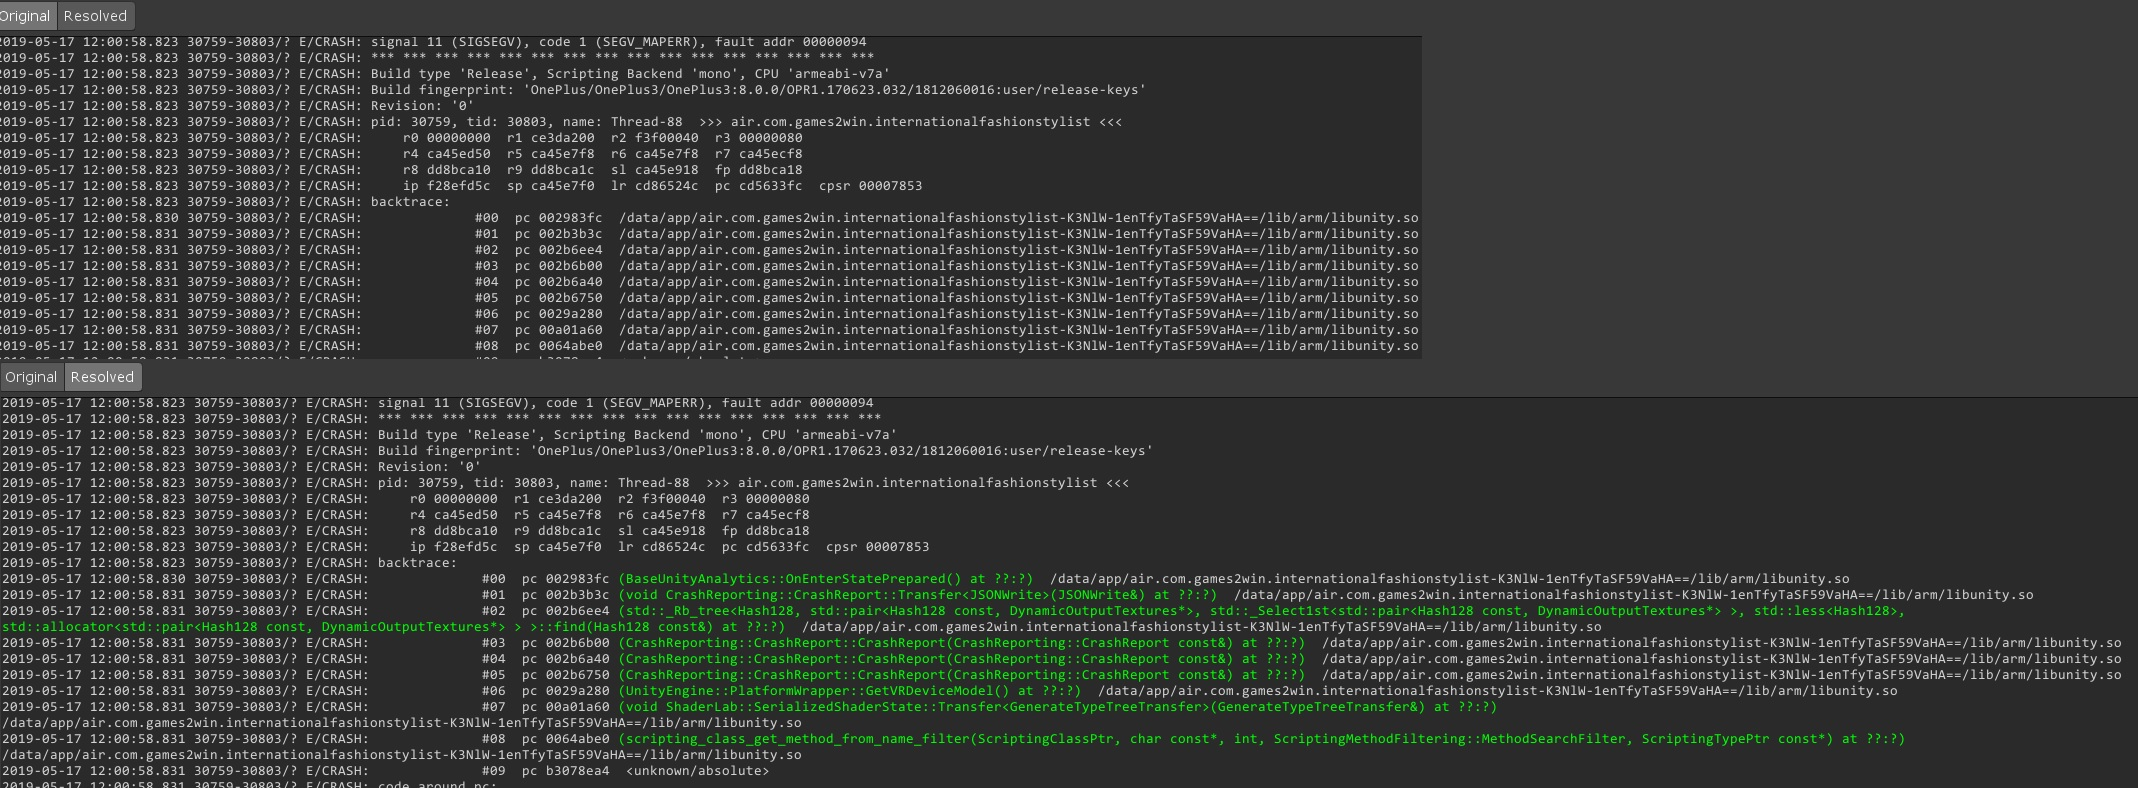 Original Resolved
2019-05-17 12:00:58.823 30759-30803/? E/CRASH: signal 11 (SIGSEGV), code 1 (SEGV_MAPERR), fault addr 00000094
2019-05-17 12:00:58.823 30759-30803/? E/CRASH: *** *** *** *** *** *** *** *** *** *** *** *** *** *** *** ***
2019-05-17 12:00:58.823 30759-30803/? E/CRASH: Build type 'Release', Scripting Backend 'mono', CPU 'armeabi-v7a'
2019-05-17 12:00:58.823 30759-30803/? E/CRASH: Build fingerprint: 'OnePlus/OnePlus3/OnePlus3:8.0.0/OPR1.170623.032/1812060016:user/release-keys'
2019-05-17 12:00:58.823 30759-30803/? E/CRASH: Revision: '0'
2019-05-17 12:00:58.823 30759-30803/? E/CRASH: pid: 30759, tid: 30803, name: Thread-88 >>> air.com.games2win.internationalfashionstylist <<<
2019-05-17 12:00:58.823 30759-30803/? E/CRASH: r0 00000000 r1 ce3da200 r2 f3f00040 r3 00000080
2019-05-17 12:00:58.823 30759-30803/? E/CRASH: r4 ca45ed50 r5 ca45e7f8 r6 ca45e7f8 r7 ca45ecf8
2019-05-17 12:00:58.823 30759-30803/? E/CRASH: r8 dd8bca10 r9 dd8bca1c sl ca45e918 fp dd8bca18
2019-05-17 12:00:58.823 30759-30803/? E/CRASH: ip f28efd5c sp ca45e7f0 lr cd86524c pc cd5633fc cpsr 00007853
2019-05-17 12:00:58.823 30759-30803/? E/CRASH: backtrace:
2019-05-17 12:00:58.830 30759-30803/? E/CRASH: #00 pc 002983fc /data/app/air.com.games2win.internationalfashionstylist-K3NlW-1enTfyTaSF59VaHA==/lib/arm/libunity.so
2019-05-17 12:00:58.831 30759-30803/? E/CRASH: #01 pc 002b3b3c /data/app/air.com.games2win.internationalfashionstylist-K3NlW-1enTfyTaSF59VaHA==/lib/arm/libunity.so
2019-05-17 12:00:58.831 30759-30803/? E/CRASH: #02 pc 002b6ee4 /data/app/air.com.games2win.internationalfashionstylist-K3NlW-1enTfyTaSF59VaHA==/lib/arm/libunity.so
2019-05-17 12:00:58.831 30759-30803/? E/CRASH: #03 pc 002b6b00 /data/app/air.com.games2win.internationalfashionstylist-K3NlW-1enTfyTaSF59VaHA==/lib/arm/libunity.so
2019-05-17 12:00:58.831 30759-30803/? E/CRASH: #04 pc 002b6a40 /data/app/air.com.games2win.internationalfashionstylist-K3NlW-1enTfyTaSF59VaHA==/lib/arm/libunity.so
2019-05-17 12:00:58.831 30759-30803/? E/CRASH: #05 pc 002b6750 /data/app/air.com.games2win.internationalfashionstylist-K3NlW-1enTfyTaSF59VaHA==/lib/arm/libunity.so
2019-05-17 12:00:58.831 30759-30803/? E/CRASH: #06 pc 0029a280 /data/app/air.com.games2win.internationalfashionstylist-K3NlW-1enTfyTaSF59VaHA==/lib/arm/libunity.so
2019-05-17 12:00:58.831 30759-30803/? E/CRASH: #07 pc 00a01a60 /data/app/air.com.games2win.internationalfashionstylist-K3NlW-1enTfyTaSF59VaHA==/lib/arm/libunity.so
2019-05-17 12:00:58.831 30759-30803/? E/CRASH: #08 pc 0064abe0 /data/app/air.com.games2win.internationalfashionstylist-K3NlW-1enTfyTaSF59VaHA==/lib/arm/libunity.so
Original Resolved
2019-05-17 12:00:58.823 30759-30803/? E/CRASH: signal 11 (SIGSEGV), code 1 (SEGV_MAPERR), fault addr 00000094
2019-05-17 12:00:58.823 30759-30803/? E/CRASH: *** *** *** *** *** *** *** *** *** *** *** *** *** *** *** ***
2019-05-17 12:00:58.823 30759-30803/? E/CRASH: Build type 'Release', Scripting Backend 'mono', CPU 'armeabi-v7a'
2019-05-17 12:00:58.823 30759-30803/? E/CRASH: Build fingerprint: 'OnePlus/OnePlus3/OnePlus3:8.0.0/OPR1.170623.032/1812060016:user/release-keys'
2019-05-17 12:00:58.823 30759-30803/? E/CRASH: Revision: '0'
2019-05-17 12:00:58.823 30759-30803/? E/CRASH: pid: 30759, tid: 30803, name: Thread-88 >>> air.com.games2win.internationalfashionstylist <<<
2019-05-17 12:00:58.823 30759-30803/? E/CRASH: r0 00000000 r1 ce3da200 r2 f3f00040 r3 00000080
2019-05-17 12:00:58.823 30759-30803/? E/CRASH: r4 ca45ed50 r5 ca45e7f8 r6 ca45e7f8 r7 ca45ecf8
2019-05-17 12:00:58.823 30759-30803/? E/CRASH: r8 dd8bca10 r9 dd8bca1c sl ca45e918 fp dd8bca18
2019-05-17 12:00:58.823 30759-30803/? E/CRASH: ip f28efd5c sp ca45e7f0 lr cd86524c pc cd5633fc cpsr 00007853
2019-05-17 12:00:58.823 30759-30803/? E/CRASH: backtrace:
2019-05-17 12:00:58.830 30759-30803/? E/CRASH: #00 pc 002983fc (BaseUnityAnalytics::OnEnterStatePrepared() at ??:?) /data/app/air.com.games2win.internationalfashionstylist-K3NlW-1enTfyTaSF59VaHA==/lib/arm/libunity.so
2019-05-17 12:00:58.831 30759-30803/? E/CRASH: #01 pc 002b3b3c (void CrashReporting::CrashReport::Transfer<JSONWrite>(JSONWrite&) at ??:?) /data/app/air.com.games2win.internationalfashionstylist-K3NlW-1enTfyTaSF59VaHA==/lib/arm/libunity.so
2019-05-17 12:00:58.831 30759-30803/? E/CRASH: #02 pc 002b6ee4 (std::_Rb_tree<Hash128, std::pair<Hash128 const, DynamicOutputTextures*>, std::_Select1st<std::pair<Hash128 const, DynamicOutputTextures*> >, std::less<Hash128>,
std::allocator<std::pair<Hash128 const, DynamicOutputTextures*> > >::find(Hash128 const&) at ??:?) /data/app/air.com.games2win.internationalfashionstylist-K3NlW-1enTfyTaSF59VaHA==/lib/arm/libunity.so
2019-05-17 12:00:58.831 30759-30803/? E/CRASH: #03 pc 002b6b00 (CrashReporting::CrashReport::CrashReport(CrashReporting::CrashReport const&) at ??:?) /data/app/air.com.games2win.internationalfashionstylist-K3NlW-1enTfyTaSF59VaHA==/lib/arm/libunity.so
2019-05-17 12:00:58.831 30759-30803/? E/CRASH: #04 pc 002b6a40 (CrashReporting::CrashReport::CrashReport(CrashReporting::CrashReport const&) at ??:?) /data/app/air.com.games2win.internationalfashionstylist-K3NlW-1enTfyTaSF59VaHA==/lib/arm/libunity.so
2019-05-17 12:00:58.831 30759-30803/? E/CRASH: #05 pc 002b6750 (CrashReporting::CrashReport::CrashReport(CrashReporting::CrashReport const&) at ??:?) /data/app/air.com.games2win.internationalfashionstylist-K3NlW-1enTfyTaSF59VaHA==/lib/arm/libunity.so
2019-05-17 12:00:58.831 30759-30803/? E/CRASH: #06 pc 0029a280 (UnityEngine::PlatformWrapper::GetVRDeviceModel() at ??:?) /data/app/air.com.games2win.internationalfashionstylist-K3NlW-1enTfyTaSF59VaHA==/lib/arm/libunity.so
2019-05-17 12:00:58.831 30759-30803/? E/CRASH: #07 pc 00a01a60 (void ShaderLab::SerializedShaderState::Transfer<GenerateTypeTreeTransfer>(GenerateTypeTreeTransfer&) at ??:?)
/data/app/air.com.games2win.internationalfashionstylist-K3NlW-1enTfyTaSF59VaHA==/lib/arm/libunity.so
2019-05-17 12:00:58.831 30759-30803/? E/CRASH: #08 pc 0064abe0 (scripting_class_get_method_from_name_filter(ScriptingClassPtr, char const*, int, ScriptingMethodFiltering::MethodSearchFilter, ScriptingTypePtr const*) at ??:?)
/data/app/air.com.games2win.internationalfashionstylist-K3NlW-1enTfyTaSF59VaHA==/lib/arm/libunity.so
2019-05-17 12:00:58.831 30759-30803/? E/CRASH: #09 pc b3078ea4 <unknown/absolute>
2019-05-17 12:00:58.831 30759-30803/? E/CRASH: code around pc: